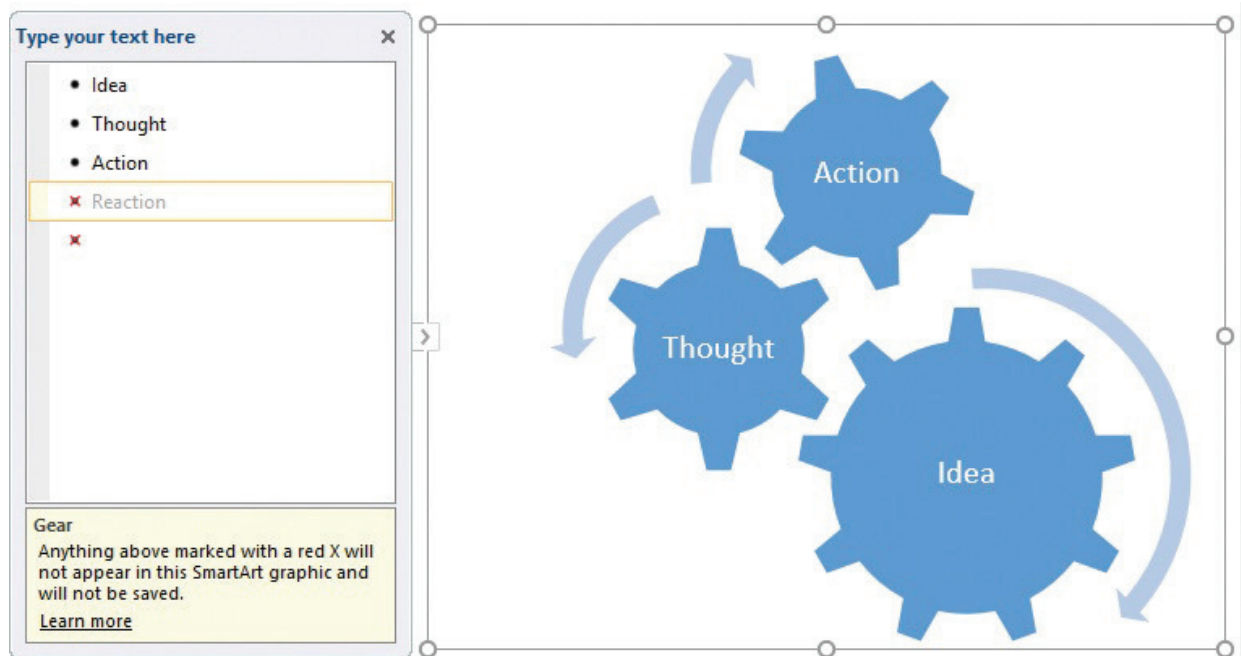 Type your text here
Idea
Thought
Action
Reaction
Gear
Anything above marked with a red X will
not appear in this SmartArt graphic and
will not be saved.
Learn more
Action
Thought
Idea